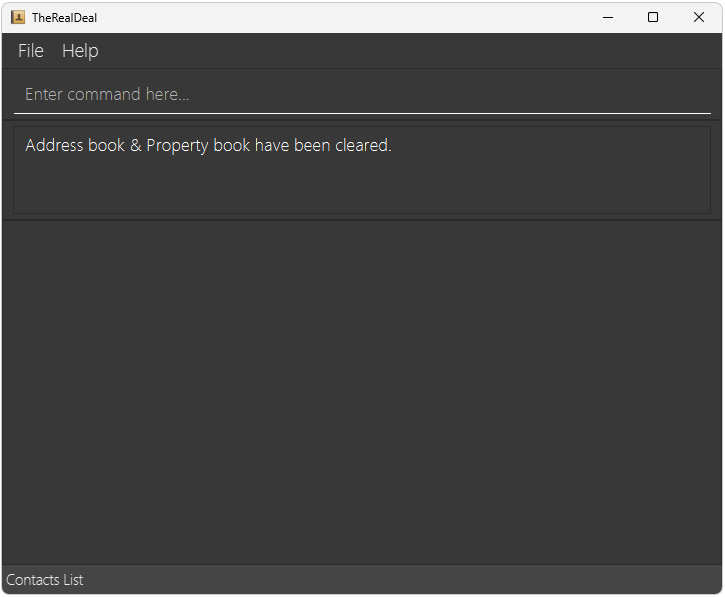 TheRealDeal
File Help
Enter command here...
Address book & Property book have been cleared.
Contacts List